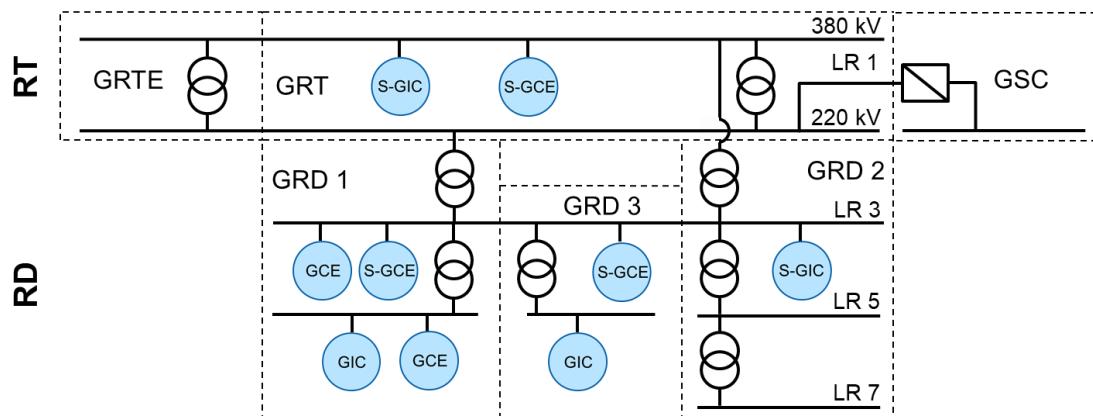 380 kV
RT
GRTE
GRT
S-GIC
S-GCE
LR 1
GSC
220 kV
GRD 1
GRD 2
GRD 3
LR 3
RD
GCE
S-GCE
S-GCE
S-GIC
LR 5
GIC
GCE
GIC
LR 7